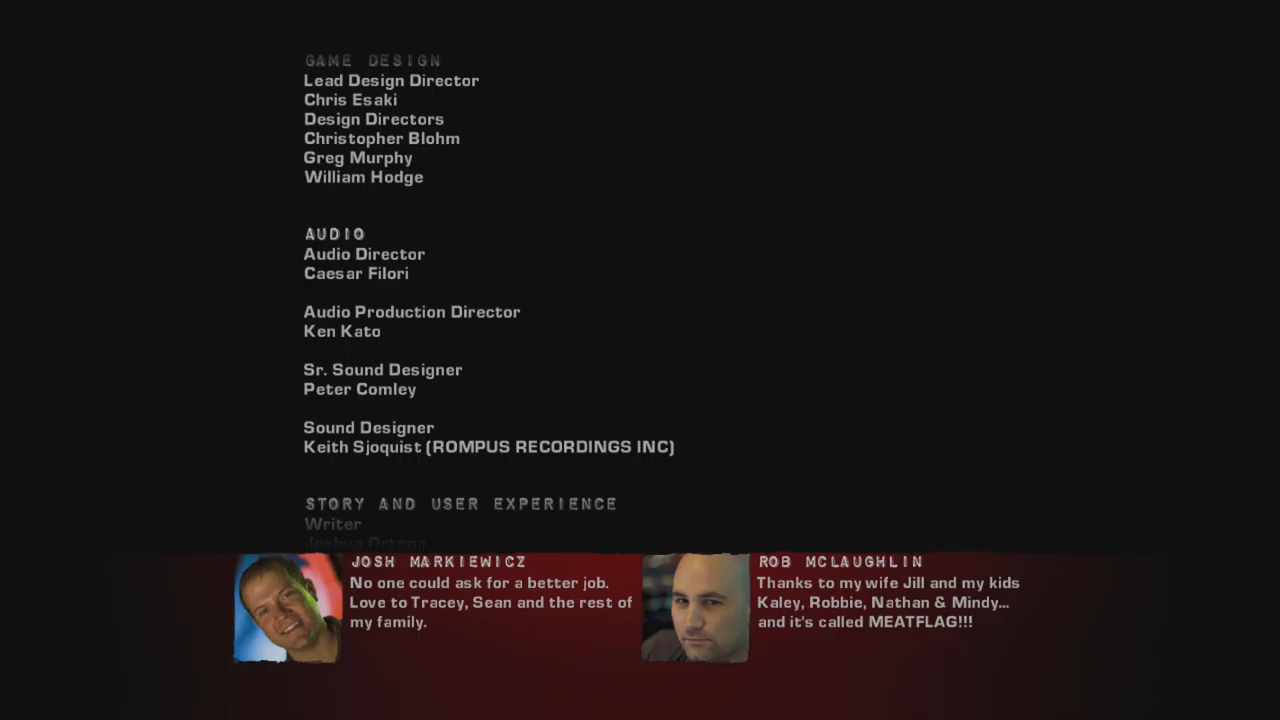 GAME DESIGN
Lead Design Director
Chris Esaki
Design Directors
Christopher Blohm
Greg Murphy
William Hodge
AUDIO
Audio Director
Caesar Filori
Audio Production Director
Ken Kato
Sr. Sound Designer
Peter Comley
Sound Designer
Keith Sjoquist (ROMPUS RECORDINGS INC)
STORY AND USER EXPERIENCE
Writer
Joshua Ortega
JOSH MARKIEWICZ
No one could ask for a better job.
Love to Tracey, Sean and the rest of
my family.
ROB MCLAUGHLIN
Thanks to my wife Jill and my kids
Kaley, Robbie, Nathan & Mindy...
and it's called MEATFLAG!!!